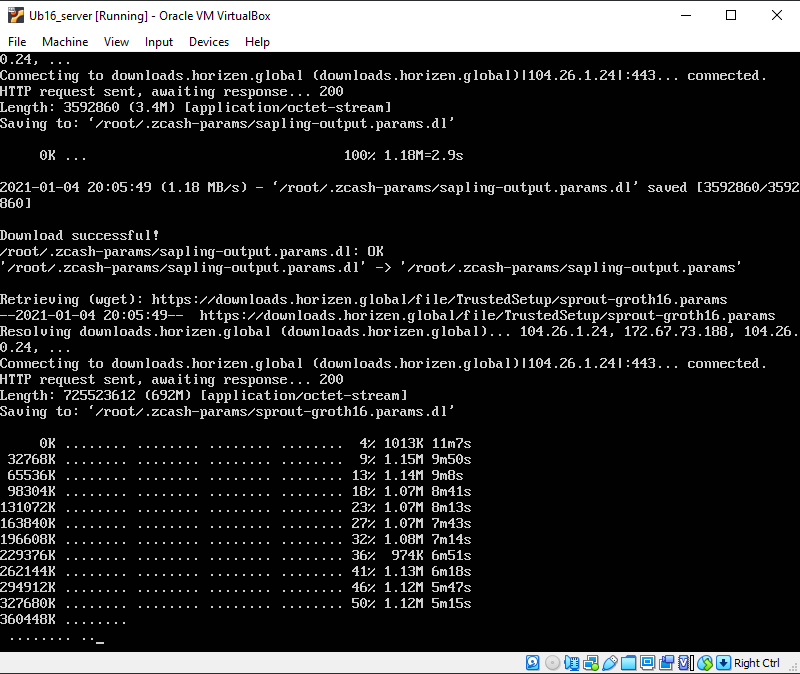 Ub16_server [Running] - Oracle VM VirtualBox
File Machine View Input Devices Help
0.24, ...
Connecting to downloads.horizen.global (downloads.horizen.global)|104.26.1.24|:443... connected.
HTTP request sent, awaiting response... 200
Length: 3592860 (3.4M) [application/octet-stream]
Saving to: ‘/root/.zcash-params/sapling-output.params.dl’
0K ... 100% 1.18M=2.9s
2021-01-04 20:05:49 (1.18 MB/s) - ‘/root/.zcash-params/sapling-output.params.dl’ saved [3592860/3592
860]
Download successful!
/root/.zcash-params/sapling-output.params.dl: OK
'/root/.zcash-params/sapling-output.params.dl' -> '/root/.zcash-params/sapling-output.params'
Retrieving (wget): https://downloads.horizen.global/file/TrustedSetup/sprout-groth16.params
--2021-01-04 20:05:49-- https://downloads.horizen.global/file/TrustedSetup/sprout-groth16.params
Resolving downloads.horizen.global (downloads.horizen.global)... 104.26.1.24, 172.67.73.188, 104.26.
0.24, ...
Connecting to downloads.horizen.global (downloads.horizen.global)|104.26.1.24|:443... connected.
HTTP request sent, awaiting response... 200
Length: 725523612 (692M) [application/octet-stream]
Saving to: ‘/root/.zcash-params/sprout-groth16.params.dl’
0K ........ ........ ........ ........ 4% 1013K 11m7s
32768K ........ ........ ........ ........ 9% 1.15M 9m50s
65536K ........ ........ ........ ........ 13% 1.14M 9m8s
98304K ........ ........ ........ ........ 18% 1.07M 8m41s
131072K ........ ........ ........ ........ 23% 1.07M 8m13s
163840K ........ ........ ........ ........ 27% 1.07M 7m43s
196608K ........ ........ ........ ........ 32% 1.08M 7m14s
229376K ........ ........ ........ ........ 36% 974K 6m51s
262144K ........ ........ ........ ........ 41% 1.13M 6m18s
294912K ........ ........ ........ ........ 46% 1.12M 5m47s
327680K ........ ........ ........ ........ 50% 1.12M 5m15s
360448K ........
........ .._
Right Ctrl